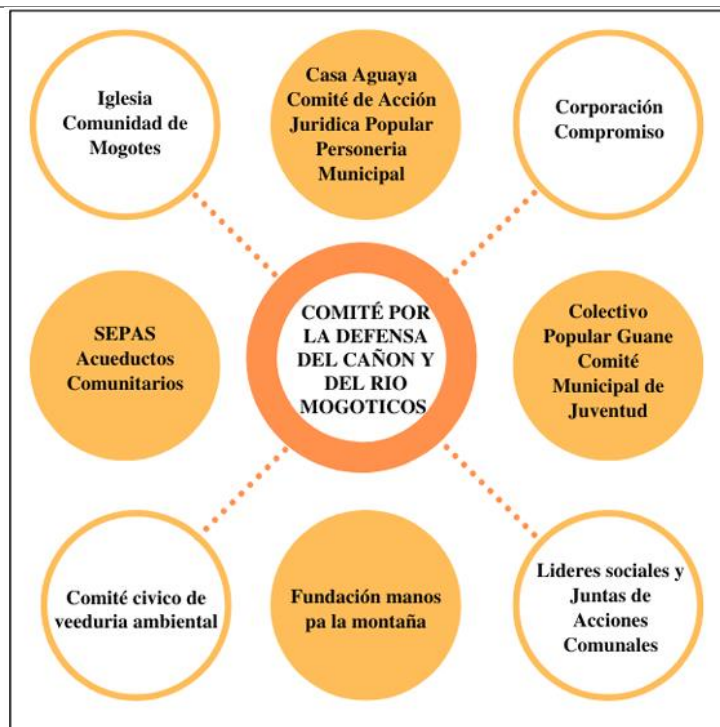 Iglesia
Comunidad de
Mogotes
Casa Aguaya
Comité de Acción
Juridica Popular
Personeria
Municipal
Corporación
Compromiso
SEPAS
Acueductos
Comunitarios
COMITÉ POR
LA DEFENSA
DEL CAÑON Y
DEL RIO
MOGOTICOS
Colectivo
Popular Guane
Comité
Municipal de
Juventud
Comité civico de
veeduria ambiental
Fundación manos
pa la montaña
Lideres sociales y
Juntas de
Acciones
Comunales